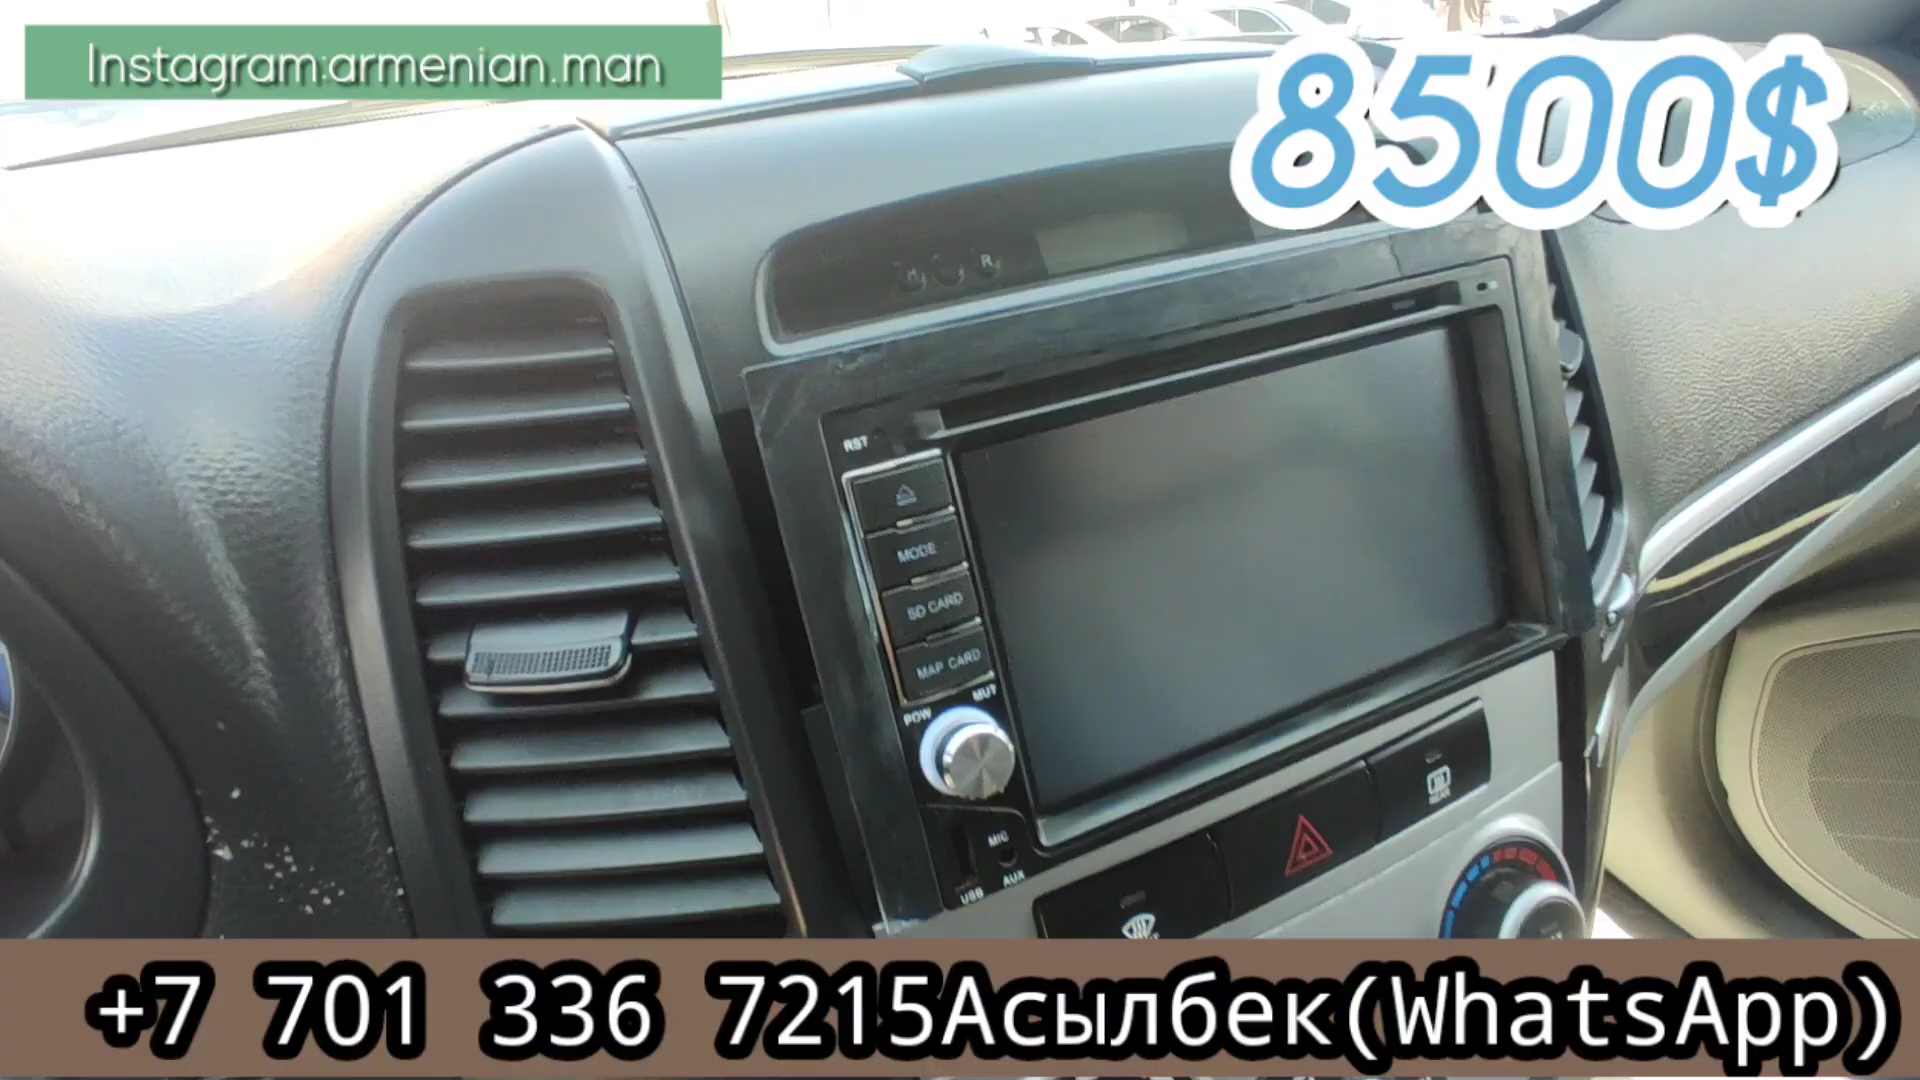 Instagram:armenian.man
8500$
RST
MODE
SD CARD
MAP CARD
MUT
POW
MIC
AUX
USB
REAR
+7 701 336 7215Асылбек(WhatsApp)